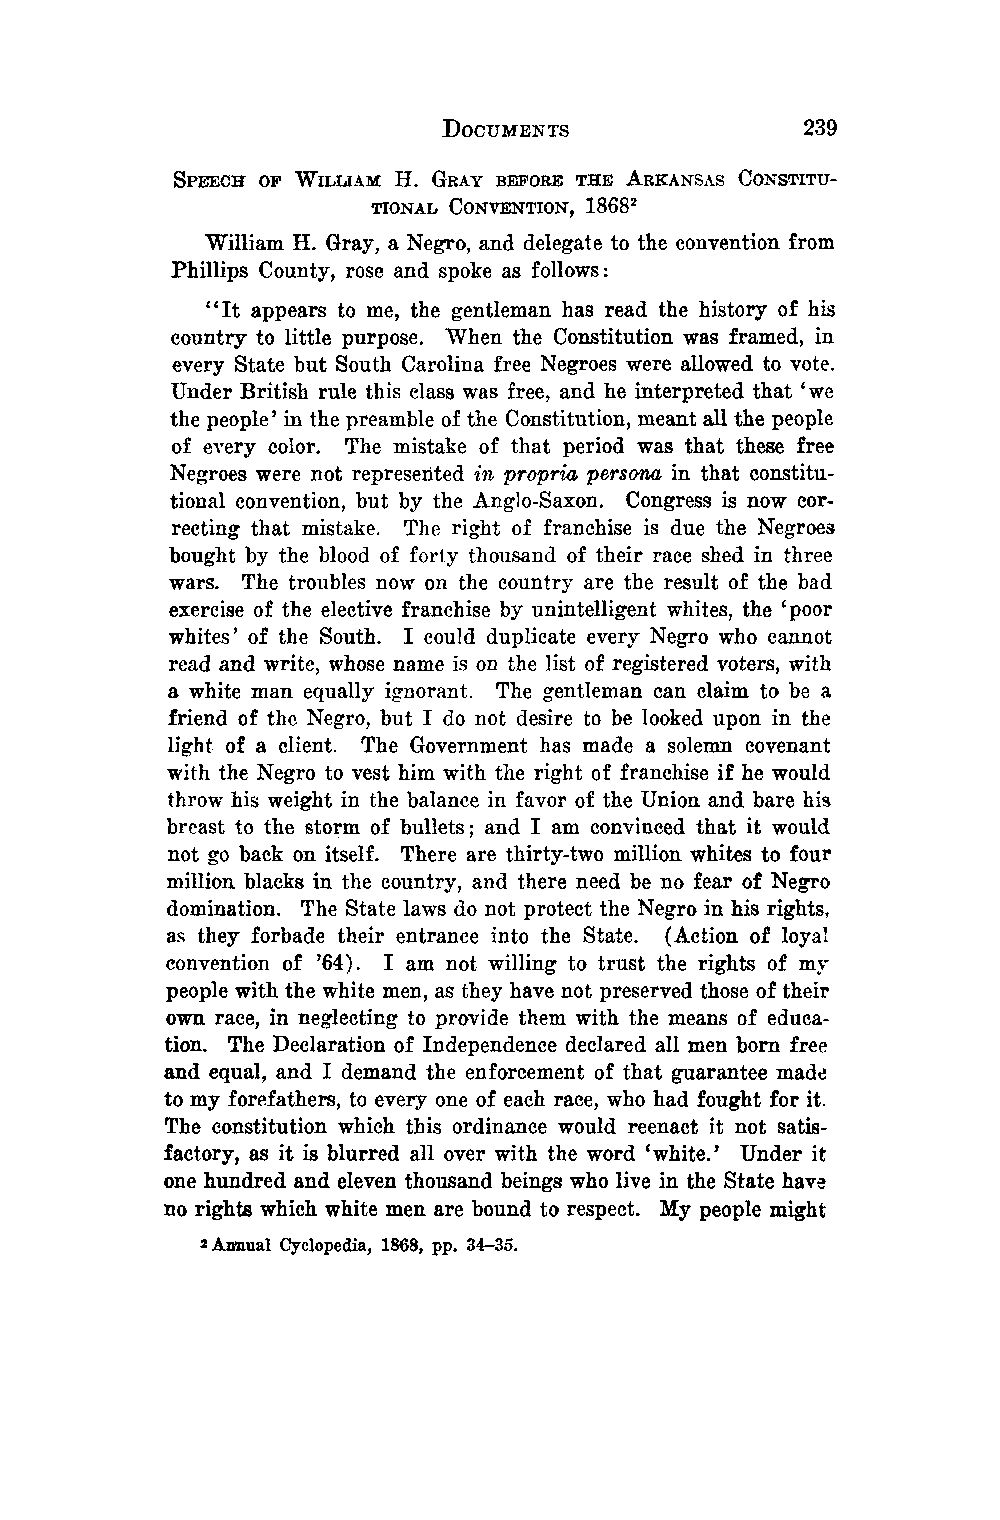 DOCUMENTS 239
SPEECH OF WILLIAM H. GRAY BEFORE THE ARKANSAS CONSTITU-
TIONAL CONVENTION, 1868²
William H. Gray, a Negro, and delegate to the convention from
Phillips County, rose and spoke as follows:
“It appears to me, the gentleman has read the history of his
country to little purpose. When the Constitution was framed, in
every State but South Carolina free Negroes were allowed to vote.
Under British rule this class was free, and he interpreted that ‘we
the people’ in the preamble of the Constitution, meant all the people
of every color. The mistake of that period was that these free
Negroes were not represented in propria persona in that constitu-
tional convention, but by the Anglo-Saxon. Congress is now cor-
recting that mistake. The right of franchise is due the Negroes
bought by the blood of forty thousand of their race shed in three
wars. The troubles now on the country are the result of the bad
exercise of the elective franchise by unintelligent whites, the ‘poor
whites’ of the South. I could duplicate every Negro who cannot
read and write, whose name is on the list of registered voters, with
a white man equally ignorant. The gentleman can claim to be a
friend of the Negro, but I do not desire to be looked upon in the
light of a client. The Government has made a solemn covenant
with the Negro to vest him with the right of franchise if he would
throw his weight in the balance in favor of the Union and bare his
breast to the storm of bullets; and I am convinced that it would
not go back on itself. There are thirty-two million whites to four
million blacks in the country, and there need be no fear of Negro
domination. The State laws do not protect the Negro in his rights,
as they forbade their entrance into the State. (Action of loyal
convention of ’64). I am not willing to trust the rights of my
people with the white men, as they have not preserved those of their
own race, in neglecting to provide them with the means of educa-
tion. The Declaration of Independence declared all men born free
and equal, and I demand the enforcement of that guarantee made
to my forefathers, to every one of each race, who had fought for it.
The constitution which this ordinance would reenact it not satis-
factory, as it is blurred all over with the word ‘white.’ Under it
one hundred and eleven thousand beings who live in the State have
no rights which white men are bound to respect. My people might
² Annual Cyclopedia, 1868, pp. 34–35.